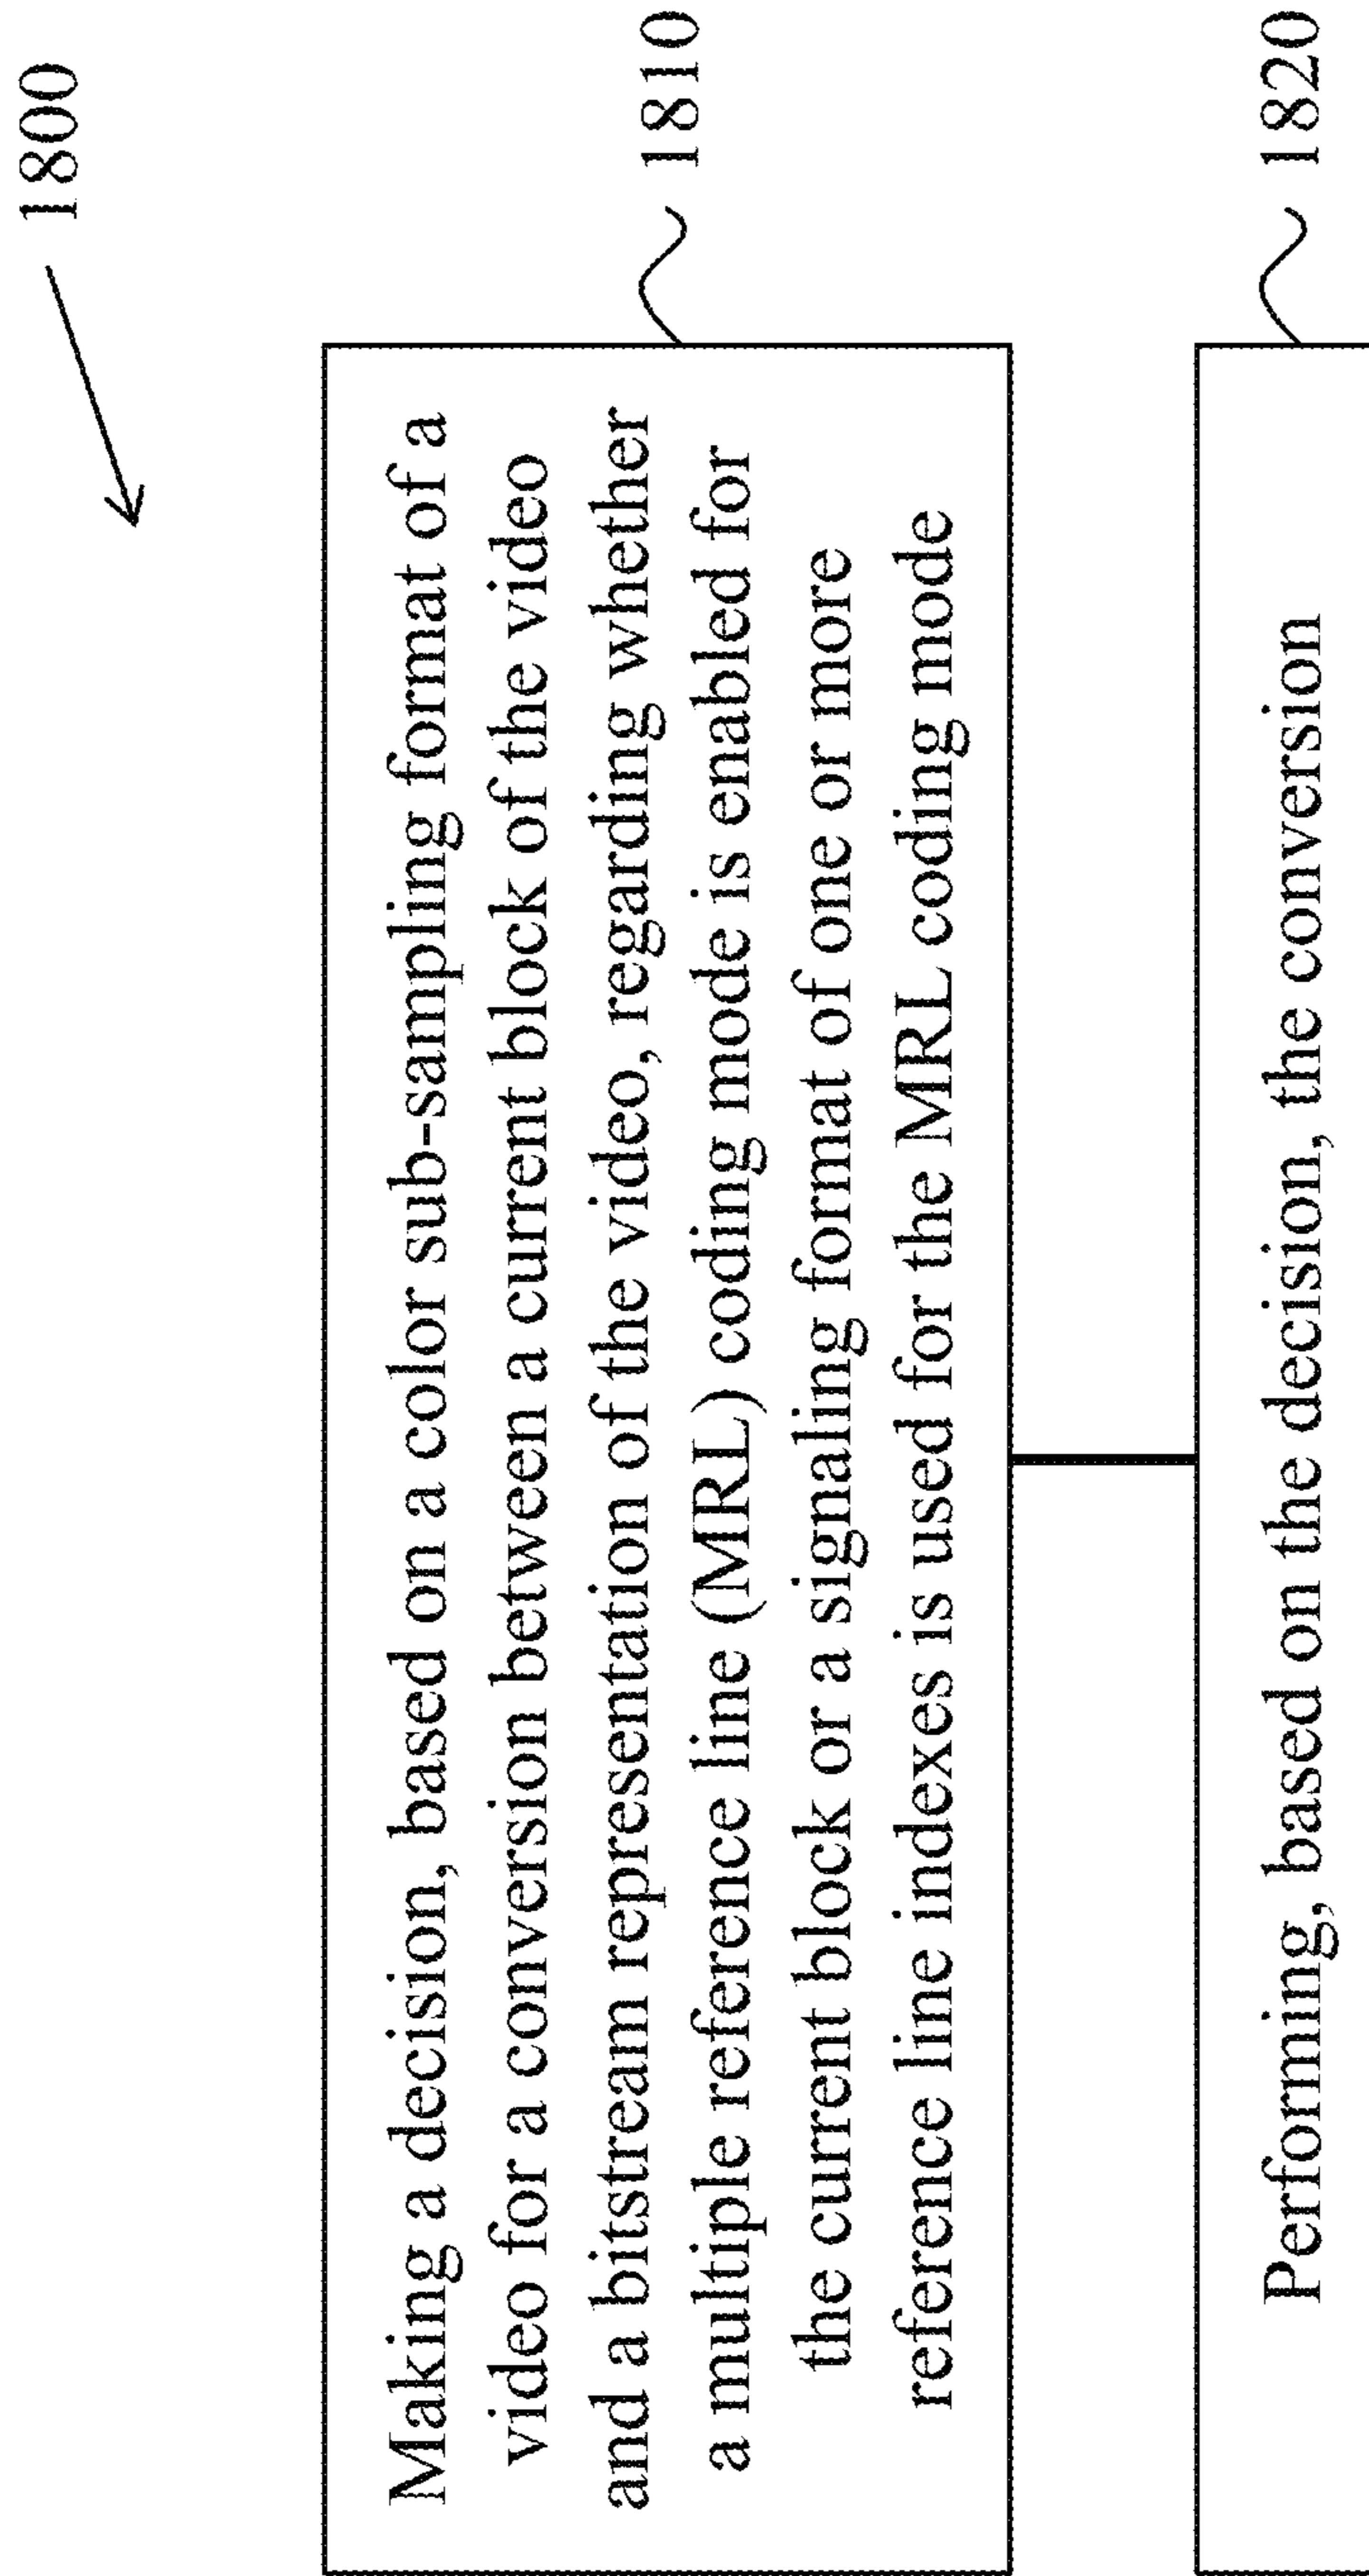 1800
Making a decision, based on a color sub-sampling format of a
video for a conversion between a current block of the video
and a bitstream representation of the video, regarding whether
a multiple reference line (MRL) coding mode is enabled for
the current block or a signaling format of one or more
reference line indexes is used for the MRL coding mode
1810
Performing, based on the decision, the conversion
1820